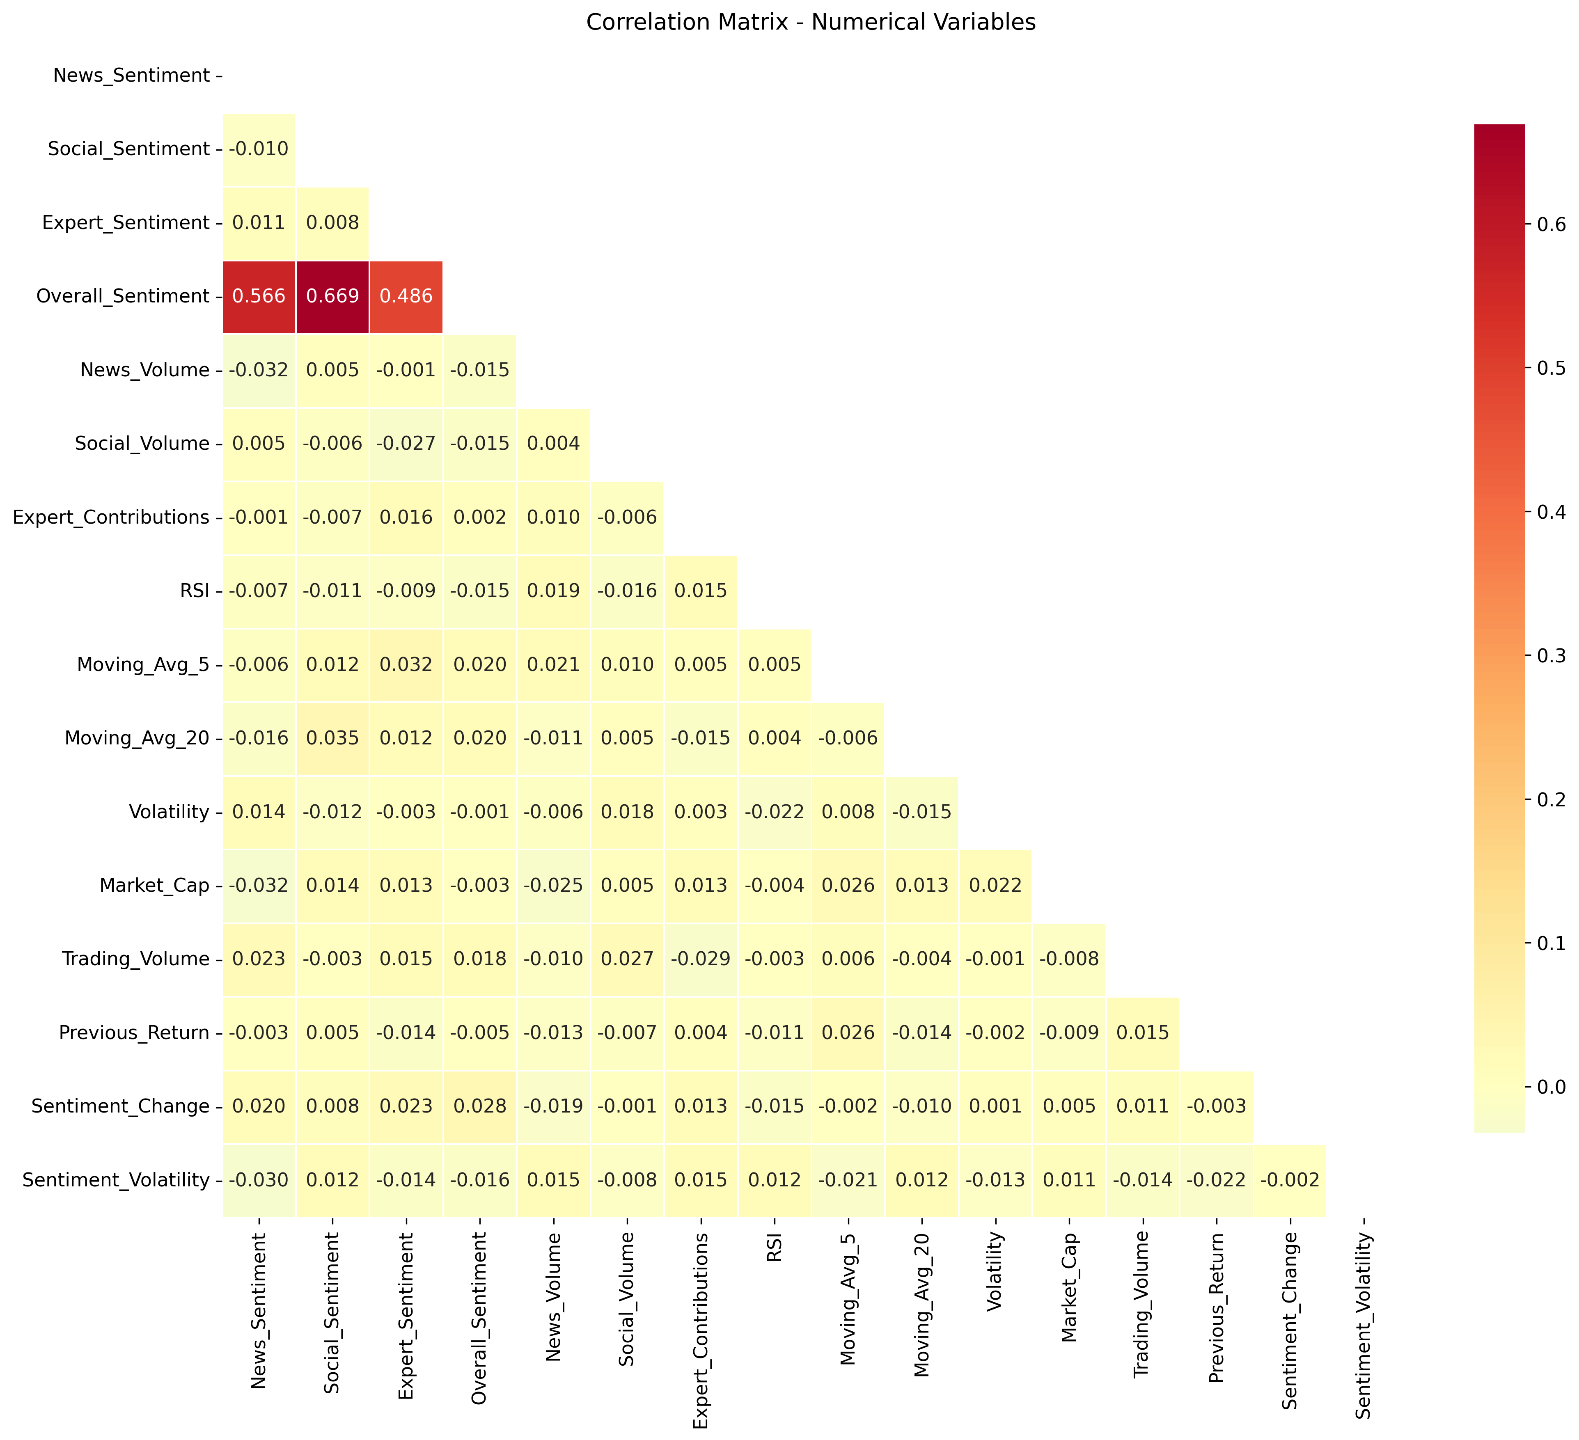 Correlation Matrix - Numerical Variables
News_Sentiment
Social_Sentiment -0.010
Expert_Sentiment 0.011 0.008
Overall_Sentiment 0.566 0.669 0.486
News_Volume -0.032 0.005 -0.001 -0.015
Social_Volume 0.005 -0.006 -0.027 -0.015 0.004
Expert_Contributions -0.001 -0.007 0.016 0.002 0.010 -0.006
RSI -0.007 -0.011 -0.009 -0.015 0.019 -0.016 0.015
Moving_Avg_5 -0.006 0.012 0.032 0.020 0.021 0.010 0.005 0.005
Moving_Avg_20 -0.016 0.035 0.012 0.020 -0.011 0.005 -0.015 0.004 -0.006
Volatility 0.014 -0.012 -0.003 -0.001 -0.006 0.018 0.003 -0.022 0.008 -0.015
Market_Cap -0.032 0.014 0.013 -0.003 -0.025 0.005 0.013 -0.004 0.026 0.013 0.022
Trading_Volume 0.023 -0.003 0.015 0.018 -0.010 0.027 -0.029 -0.003 0.006 -0.004 -0.001 -0.008
Previous_Return -0.003 0.005 -0.014 -0.005 -0.013 -0.007 0.004 -0.011 0.026 -0.014 -0.002 -0.009 0.015
Sentiment_Change 0.020 0.008 0.023 0.028 -0.019 -0.001 0.013 -0.015 -0.002 -0.010 0.001 0.005 0.011 -0.003
Sentiment_Volatility -0.030 0.012 -0.014 -0.016 0.015 -0.008 0.015 0.012 -0.021 0.012 -0.013 0.011 -0.014 -0.022 -0.002
News_Sentiment
Social_Sentiment
Expert_Sentiment
Overall_Sentiment
News_Volume
Social_Volume
Expert_Contributions
RSI
Moving_Avg_5
Moving_Avg_20
Volatility
Market_Cap
Trading_Volume
Previous_Return
Sentiment_Change
Sentiment_Volatility
0.6
0.5
0.4
0.3
0.2
0.1
0.0